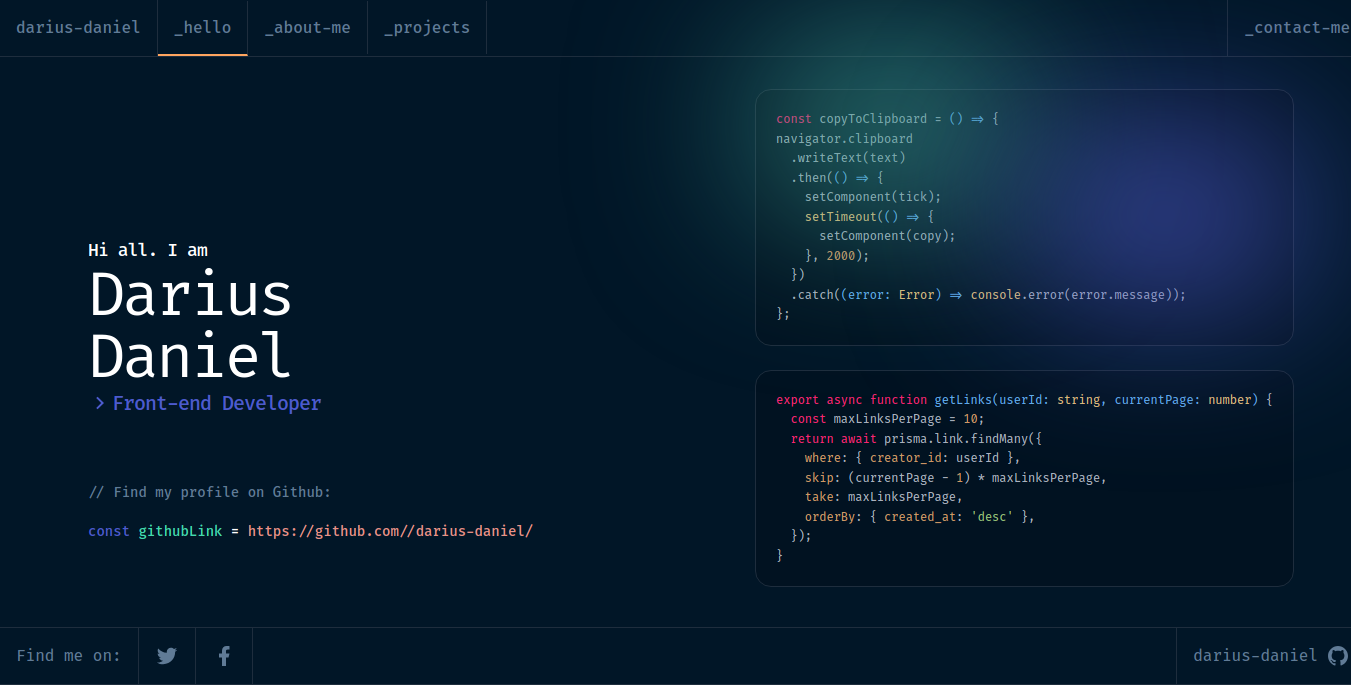 darius-daniel
_hello
_about-me
_projects
_contact-me
Hi all. I am
Darius
Daniel
> Front-end Developer
// Find my profile on Github:
const githubLink = https://github.com//darius-daniel/
const copyToClipboard = () => {
navigator.clipboard
  .writeText(text)
  .then(() => {
    setComponent(tick);
    setTimeout(() => {
      setComponent(copy);
    }, 2000);
  })
  .catch((error: Error) => console.error(error.message));
};
export async function getLinks(userId: string, currentPage: number) {
  const maxLinksPerPage = 10;
  return await prisma.link.findMany({
    where: { creator_id: userId },
    skip: (currentPage - 1) * maxLinksPerPage,
    take: maxLinksPerPage,
    orderBy: { created_at: 'desc' },
  });
}
Find me on:
darius-daniel